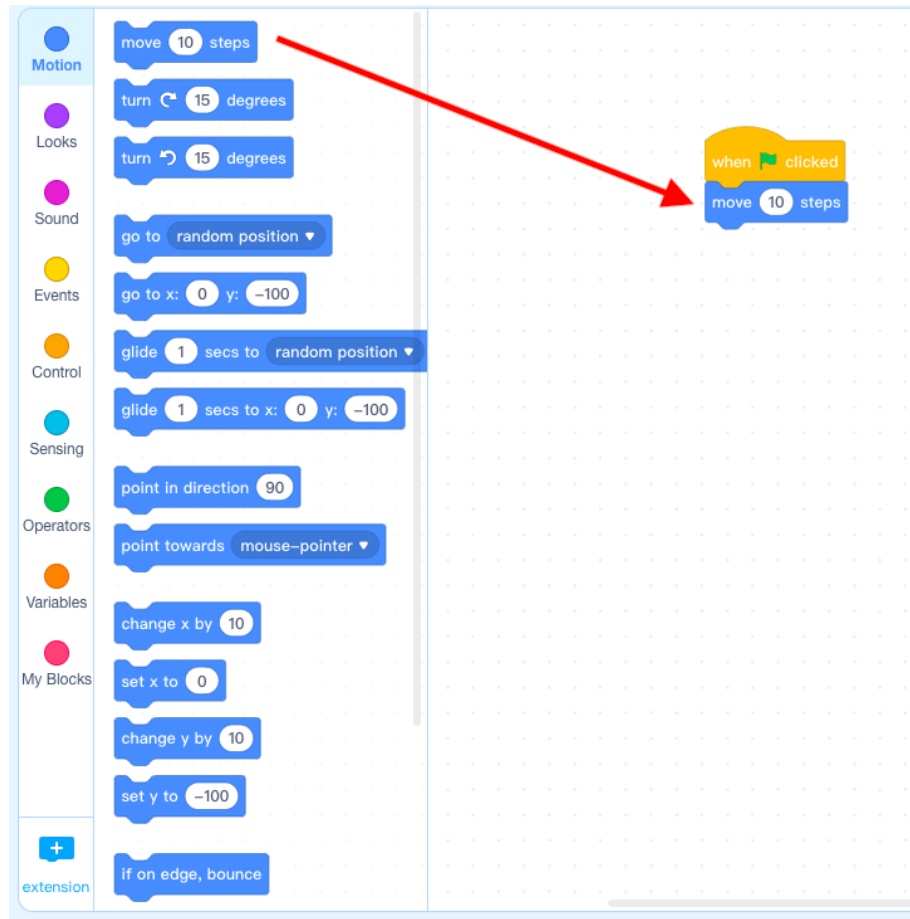 Motion
Looks
Sound
Events
Control
Sensing
Operators
Variables
My Blocks
extension
move 10 steps
turn 15 degrees
turn 15 degrees
go to random position
go to x: 0 y: -100
glide 1 secs to random position
glide 1 secs to x: 0 y: -100
point in direction 90
point towards mouse-pointer
change x by 10
set x to 0
change y by 10
set y to -100
if on edge, bounce
when clicked
move 10 steps